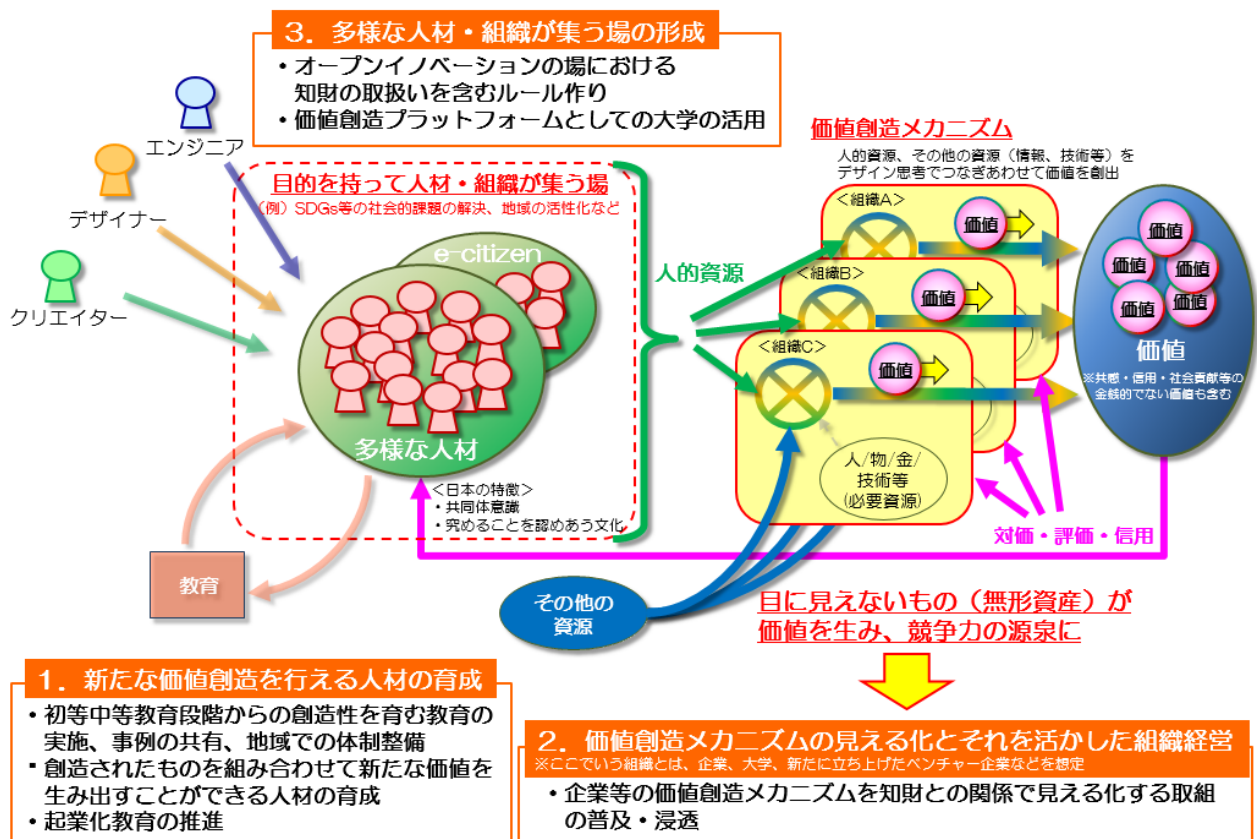 3．多様な人材・組織が集う場の形成
・オープンイノベーションの場における
知財の取扱いを含むルール作り
・価値創造プラットフォームとしての大学の活用
エンジニア
デザイナー
クリエイター
目的を持って人材・組織が集う場
（例）SDGs等の社会的課題の解決、地域の活性化など
e-citizen
多様な人材
＜日本の特徴＞
・共同体意識
・究めることを認めあう文化
教育
人的資源
価値創造メカニズム
人的資源、その他の資源（情報、技術等）を
デザイン思考でつなぎあわせて価値を創出
＜組織A＞
価値
＜組織B＞
価値
＜組織C＞
価値
人/物/金/
技術等
(必要資源)
価値
価値
価値
価値
価値
価値
※共感・信用・社会貢献等の
金銭的でない価値も含む
対価・評価・信用
その他の
資源
目に見えないもの（無形資産）が
価値を生み、競争力の源泉に
1．新たな価値創造を行える人材の育成
・初等中等教育段階からの創造性を育む教育の
実施、事例の共有、地域での体制整備
・創造されたものを組み合わせて新たな価値を
生み出すことができる人材の育成
・起業化教育の推進
2．価値創造メカニズムの見える化とそれを活かした組織経営
※ここでいう組織とは、企業、大学、新たに立ち上げたベンチャー企業などを想定
・企業等の価値創造メカニズムを知財との関係で見える化する取組
の普及・浸透